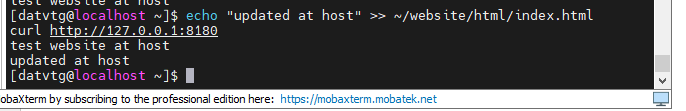 test website at host
[datvtg@localhost ~]$ echo "updated at host" >> ~/website/html/index.html
curl http://127.0.0.1:8180
test website at host
updated at host
[datvtg@localhost ~]$
obaXterm by subscribing to the professional edition here: https://mobaxterm.mobatek.net